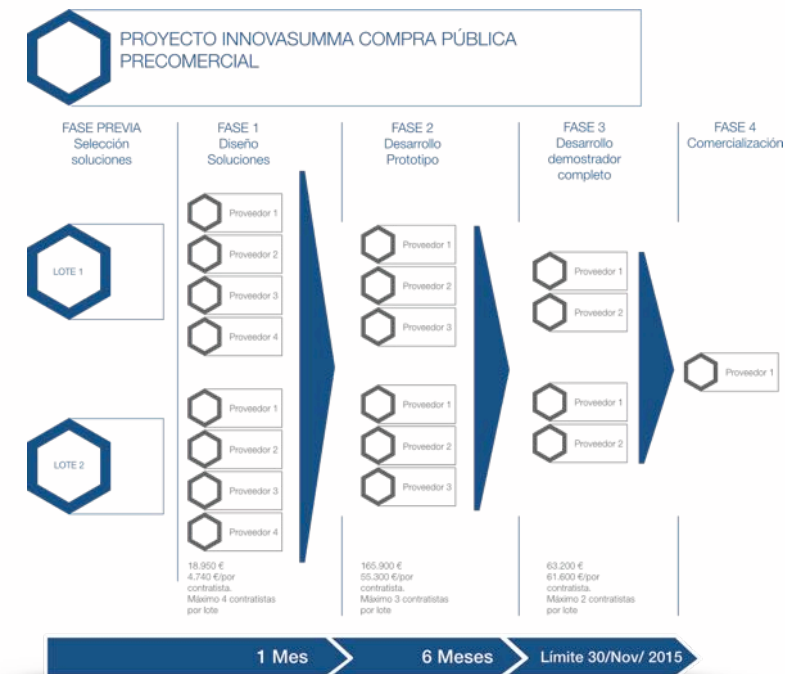 PROYECTO INNOVASUMMA COMPRA PÚBLICA
PRECOMERCIAL
FASE PREVIA
Selección
soluciones
FASE 1
Diseño
Soluciones
FASE 2
Desarrollo
Prototipo
FASE 3
Desarrollo
demostrador
completo
FASE 4
Comercialización
LOTE 1
Proveedor 1
Proveedor 2
Proveedor 3
Proveedor 4
Proveedor 1
Proveedor 2
Proveedor 3
Proveedor 1
Proveedor 2
Proveedor 1
LOTE 2
Proveedor 1
Proveedor 2
Proveedor 3
Proveedor 4
Proveedor 1
Proveedor 2
Proveedor 3
Proveedor 1
Proveedor 2
18.950 €
4.740 €/por
contratista.
Máximo 4 contratistas
por lote
165.900 €
55.300 €/por
contratista.
Máximo 3 contratistas
por lote
63.200 €
61.600 €/por
contratista.
Máximo 2 contratistas
por lote
1 Mes
6 Meses
Límite 30/Nov/ 2015